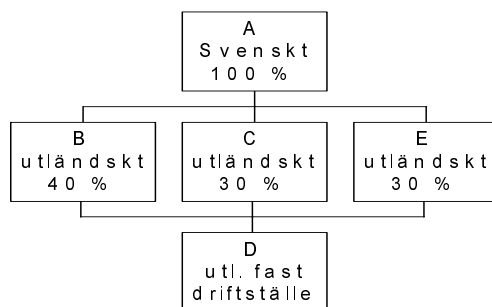 A
Svenskt
100 %
B
utländskt
40 %
C
utländskt
30 %
E
utländskt
30 %
D
utl. fast
driftställe